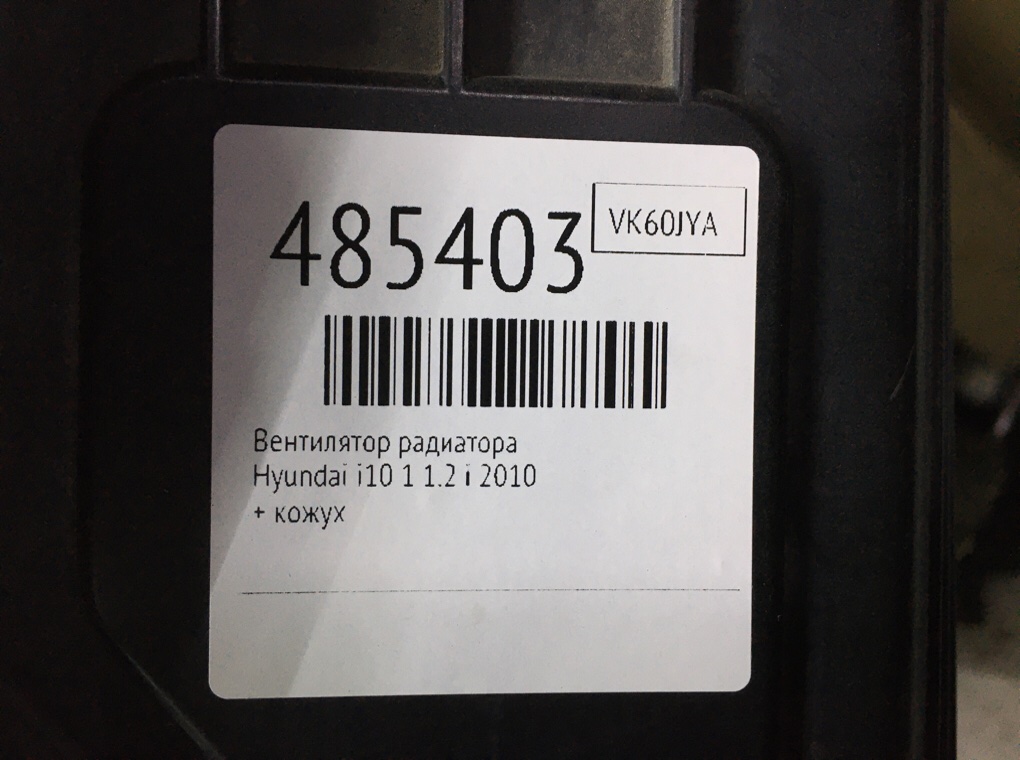 485403
VK60JYA
Вентилятор радиатора
Hyundai i10 1 1.2 i 2010
+ кожух